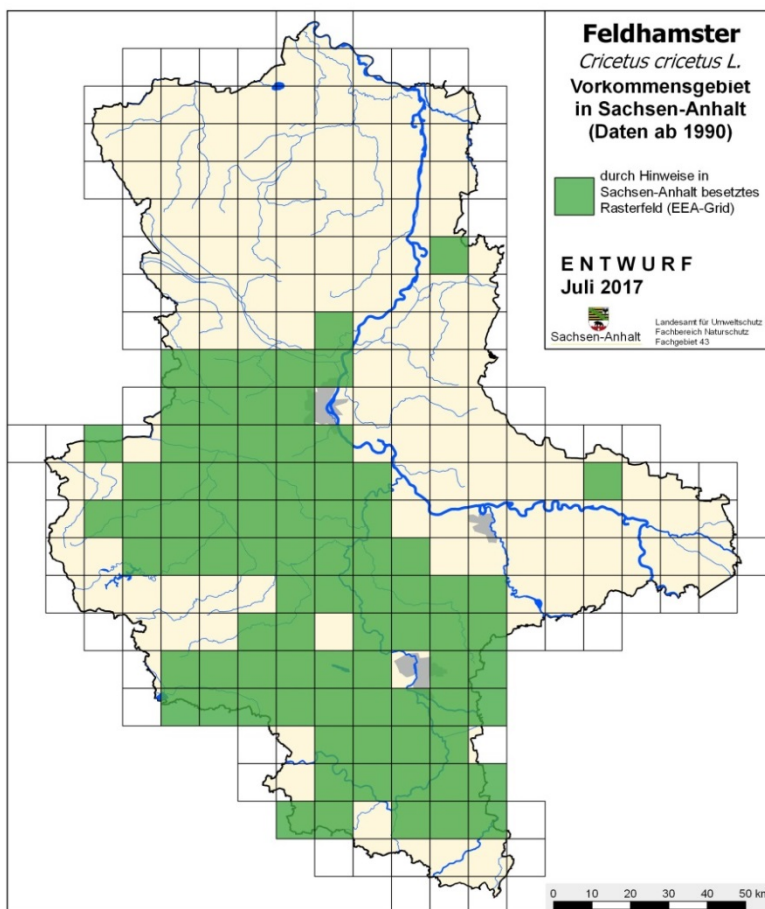 Feldhamster
Cricetus cricetus L.
Vorkommensgebiet
in Sachsen-Anhalt
(Daten ab 1990)
durch Hinweise in
Sachsen-Anhalt besetztes
Rasterfeld (EEA-Grid)
E N T W U R F
Juli 2017
Sachsen-Anhalt
Landesamt für Umweltschutz
Fachbereich Naturschutz
Fachgebiet 43
0 10 20 30 40 50 km